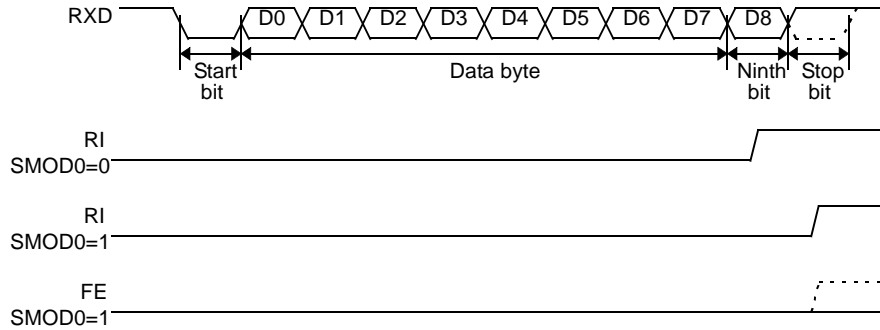 RXD D0 D1 D2 D3 D4 D5 D6 D7 D8
Start bit
Data byte
Ninth bit
Stop bit
RI
SMOD0=0
RI
SMOD0=1
FE
SMOD0=1